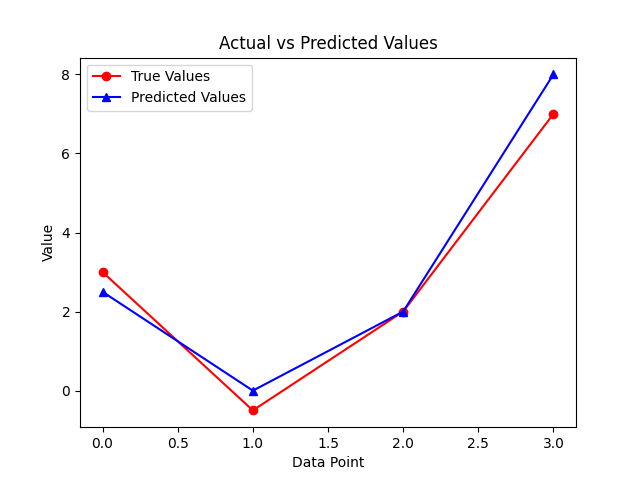 Actual vs Predicted Values
True Values
Predicted Values
8
6
4
2
0
Value
0.0 0.5 1.0 1.5 2.0 2.5 3.0
Data Point